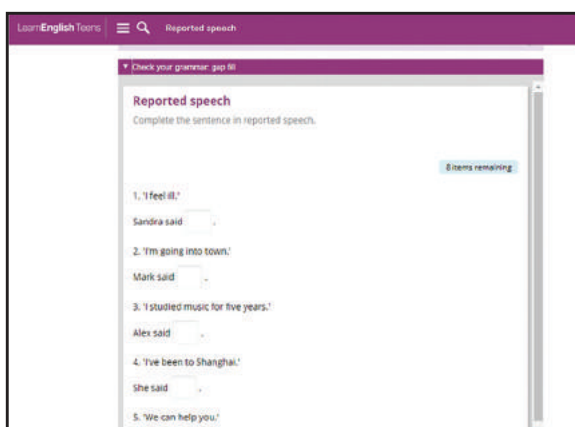 LearnEnglish Teens Reported speech
Check your grammar: gap fill
Reported speech
Complete the sentence in reported speech.
8 items remaining
1. 'I feel ill.'
Sandra said .
2. 'I'm going into town.'
Mark said .
3. 'I studied music for five years.'
Alex said .
4. 'I've been to Shanghai.'
She said .
5. 'We can help you.'